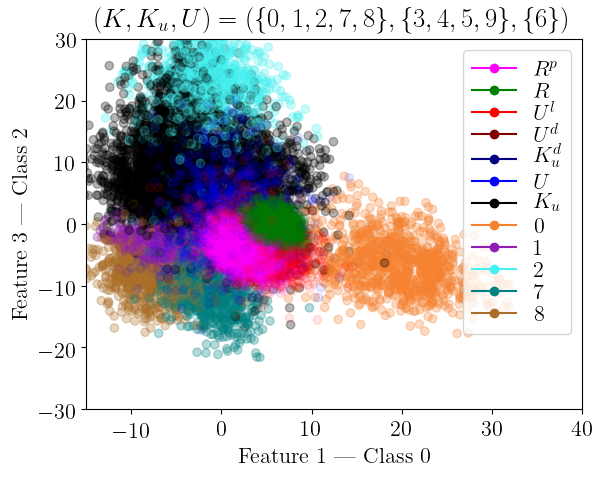 (K, K_u, U) = ({0, 1, 2, 7, 8}, {3, 4, 5, 9}, {6})
30
20
10
0
−10
−20
−30
−10
0
10
20
30
40
Feature 3 — Class 2
Feature 1 — Class 0
R^p
R
U^l
U^d
K_u^d
U
K_u
0
1
2
7
8